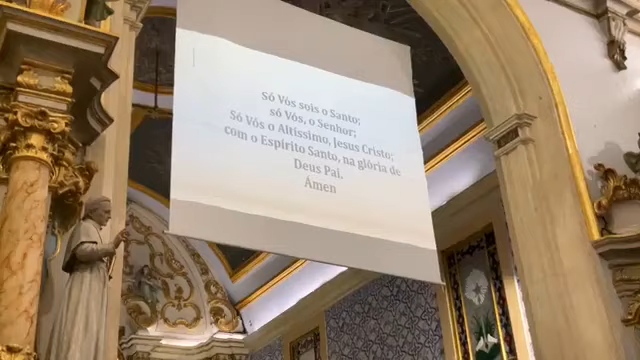 Só Vós sois o Santo;
só Vós, o Senhor;
Só Vós o Altíssimo, Jesus Cristo;
com o Espírito Santo, na glória de
Deus Pai.
Ámen